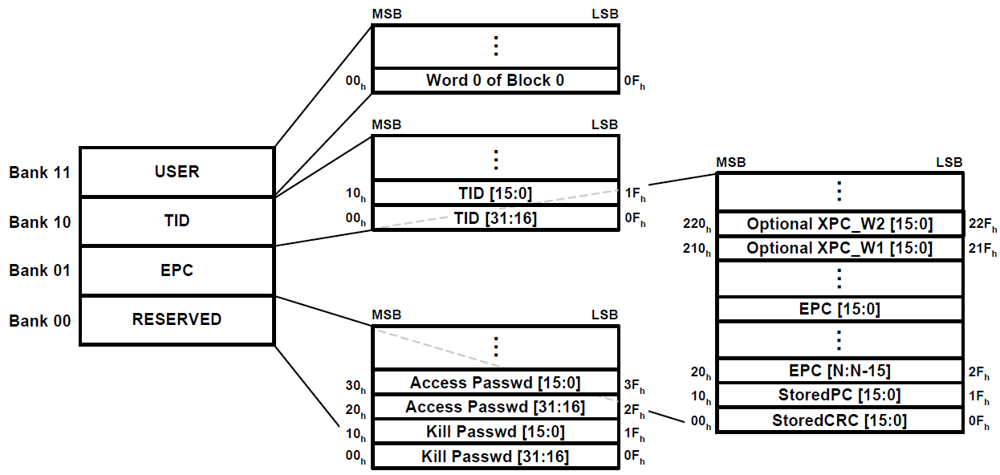 MSB LSB
⋮
00h Word 0 of Block 0 0Fh
MSB LSB
⋮
10h TID [15:0] 1Fh
00h TID [31:16] 0Fh
Bank 11 USER
Bank 10 TID
Bank 01 EPC
Bank 00 RESERVED
MSB LSB
⋮
30h Access Passwd [15:0] 3Fh
20h Access Passwd [31:16] 2Fh
10h Kill Passwd [15:0] 1Fh
00h Kill Passwd [31:16] 0Fh
MSB LSB
⋮
220h Optional XPC_W2 [15:0] 22Fh
210h Optional XPC_W1 [15:0] 21Fh
⋮
EPC [15:0]
⋮
20h EPC [N:N-15] 2Fh
10h StoredPC [15:0] 1Fh
00h StoredCRC [15:0] 0Fh